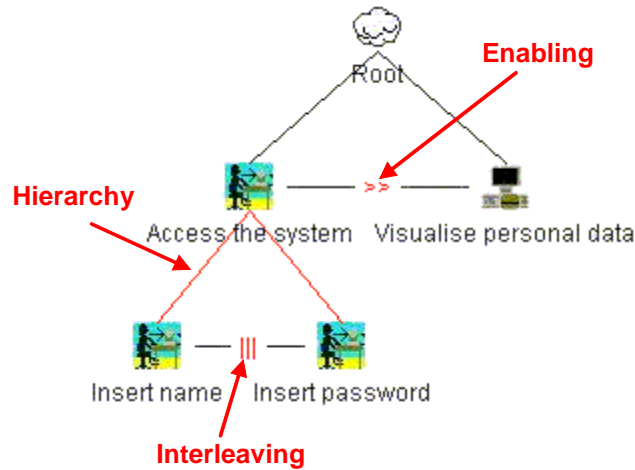 Enabling
Root
>>
Hierarchy
Access the system Visualise personal data
|||
Insert name Insert password
Interleaving